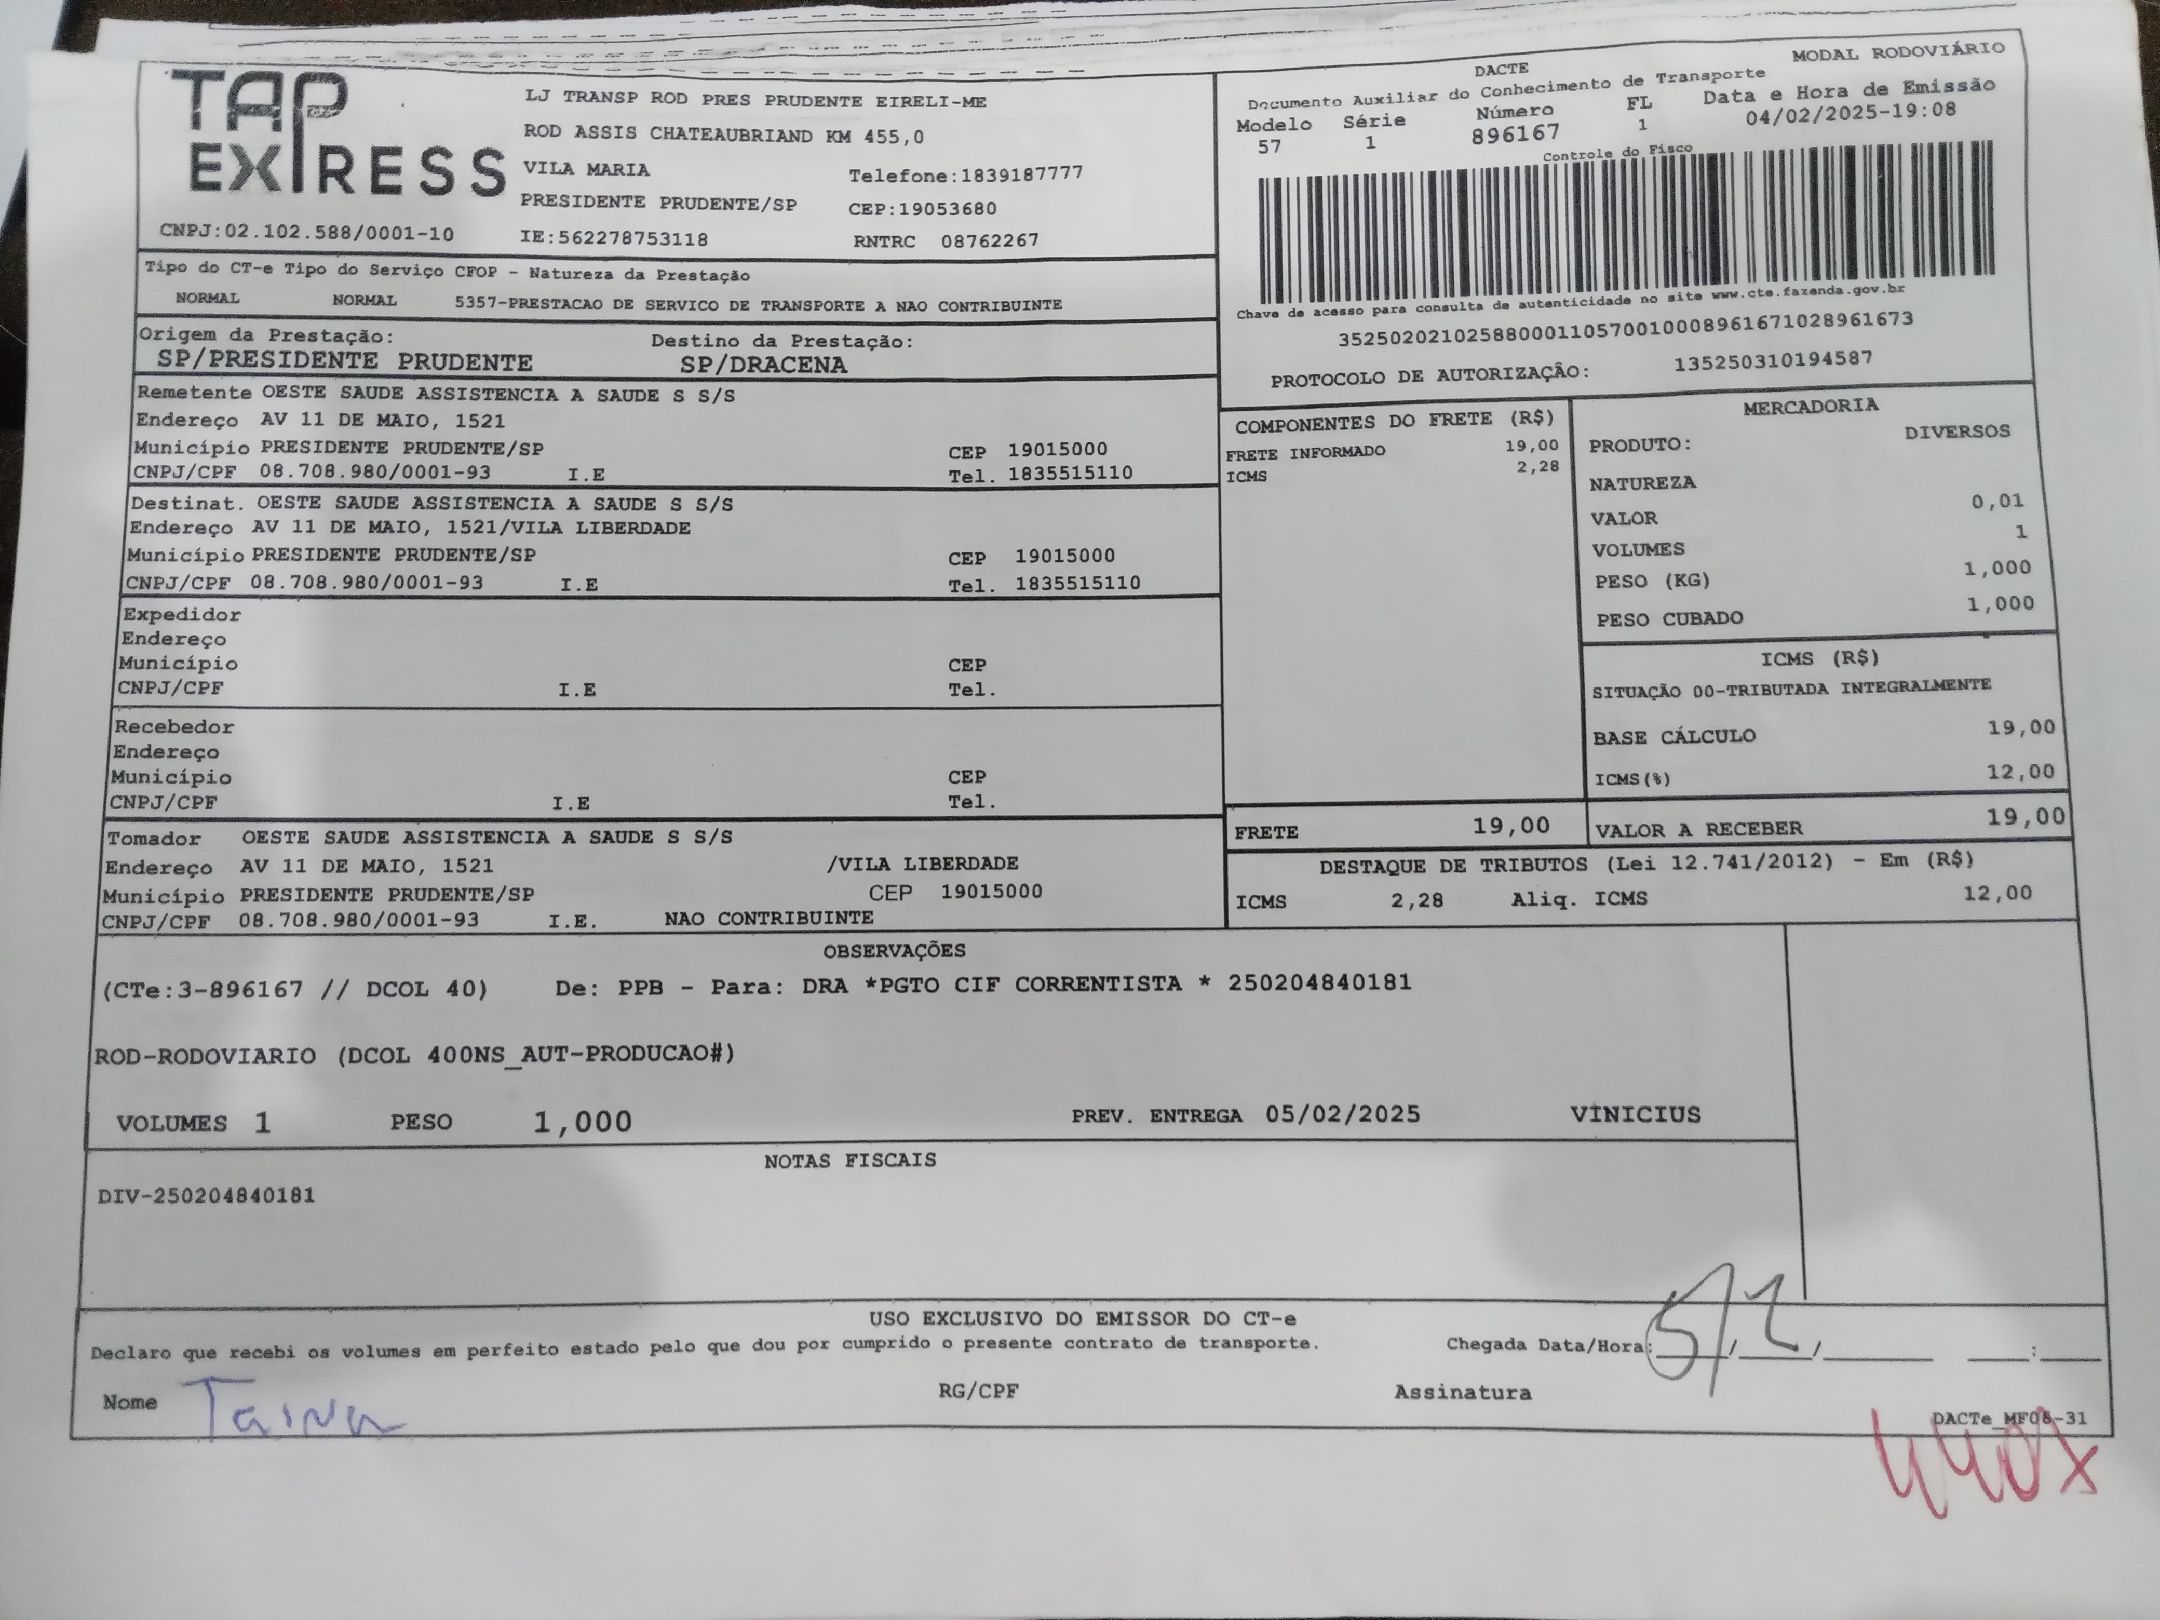 TAP EXPRESS
LJ TRANSP ROD PRES PRUDENTE EIRELI-ME
ROD ASSIS CHATEAUBRIAND KM 455,0
VILA MARIA Telefone:1839187777
PRESIDENTE PRUDENTE/SP CEP:19053680
CNPJ:02.102.588/0001-10 IE:562278753118 RNTRC 08762267
MODAL RODOVIÁRIO
DACTE
Documento Auxiliar do Conhecimento de Transporte
Modelo Série Número FL Data e Hora de Emissão
57 1 896167 1 04/02/2025-19:08
Controle do Fisco
Chave de acesso para consulta de autenticidade no site www.cte.fazenda.gov.br
35250202102588000110570010008961671028961673
PROTOCOLO DE AUTORIZAÇÂO: 135250310194587
Tipo do CT-e Tipo do Serviço CFOP - Natureza da Prestação
NORMAL NORMAL 5357-PRESTACAO DE SERVICO DE TRANSPORTE A NAO CONTRIBUINTE
Origem da Prestação: Destino da Prestação:
SP/PRESIDENTE PRUDENTE SP/DRACENA
Remetente OESTE SAUDE ASSISTENCIA A SAUDE S S/S
Endereço AV 11 DE MAIO, 1521
Município PRESIDENTE PRUDENTE/SP CEP 19015000
CNPJ/CPF 08.708.980/0001-93 I.E Tel. 1835515110
Destinat. OESTE SAUDE ASSISTENCIA A SAUDE S S/S
Endereço AV 11 DE MAIO, 1521/VILA LIBERDADE
Município PRESIDENTE PRUDENTE/SP CEP 19015000
CNPJ/CPF 08.708.980/0001-93 I.E Tel. 1835515110
Expedidor
Endereço
Município CEP
CNPJ/CPF I.E Tel.
Recebedor
Endereço
Município CEP
CNPJ/CPF I.E Tel.
Tomador OESTE SAUDE ASSISTENCIA A SAUDE S S/S
Endereço AV 11 DE MAIO, 1521 /VILA LIBERDADE
Município PRESIDENTE PRUDENTE/SP CEP 19015000
CNPJ/CPF 08.708.980/0001-93 I.E. NAO CONTRIBUINTE
COMPONENTES DO FRETE (R$)
FRETE INFORMADO 19,00
ICMS 2,28
MERCADORIA
PRODUTO: DIVERSOS
NATUREZA
VALOR 0,01
VOLUMES 1
PESO (KG) 1,000
PESO CUBADO 1,000
ICMS (R$)
SITUAÇÃO 00-TRIBUTADA INTEGRALMENTE
BASE CÁLCULO 19,00
ICMS(%) 12,00
FRETE 19,00 VALOR A RECEBER 19,00
DESTAQUE DE TRIBUTOS (Lei 12.741/2012) - Em (R$)
ICMS 2,28 Aliq. ICMS 12,00
OBSERVAÇÕES
(CTe:3-896167 // DCOL 40) De: PPB - Para: DRA *PGTO CIF CORRENTISTA * 250204840181
ROD-RODOVIARIO (DCOL 400NS_AUT-PRODUCAO#)
VOLUMES 1 PESO 1,000 PREV. ENTREGA 05/02/2025 VINICIUS
NOTAS FISCAIS
DIV-250204840181
USO EXCLUSIVO DO EMISSOR DO CT-e
Declaro que recebi os volumes em perfeito estado pelo que dou por cumprido o presente contrato de transporte. Chegada Data/Hora: 5/2
Nome RG/CPF Assinatura
DACTe_MF08-31